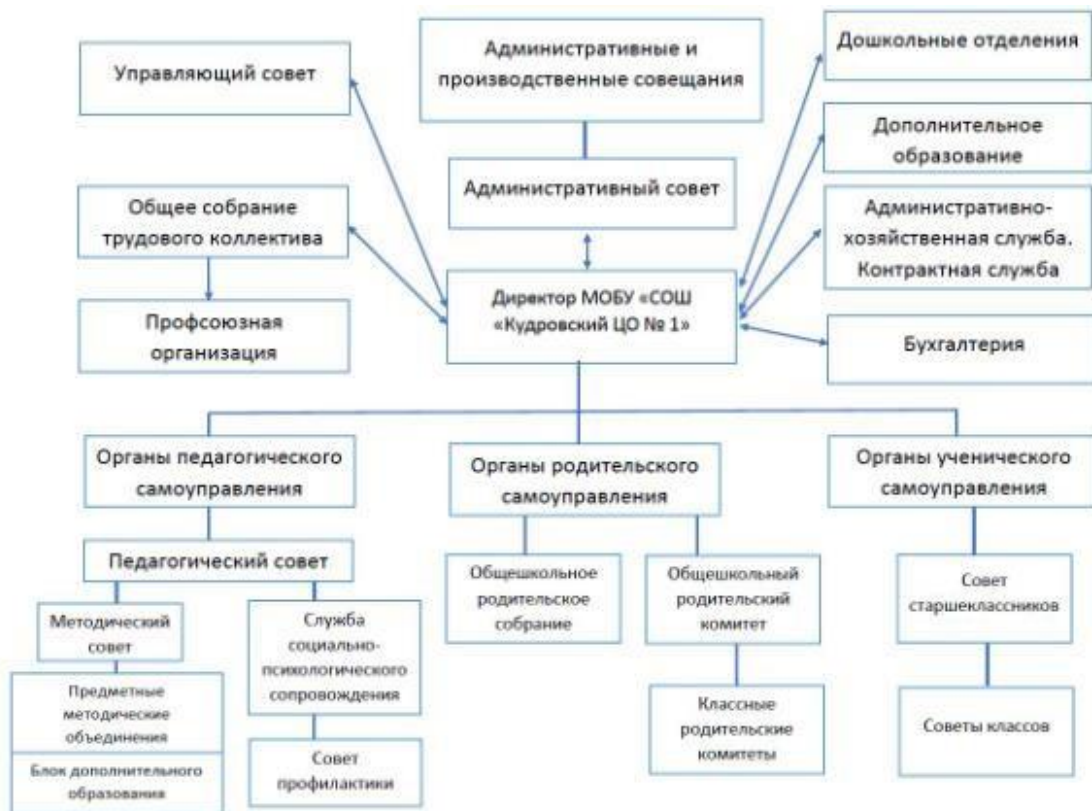 Управляющий совет
Административные и
производственные совещания
Дошкольные отделения
Дополнительное
образование
Административный совет
Общее собрание
трудового коллектива
Административно-
хозяйственная служба.
Контрактная служба
Директор МОБУ «СОШ
«Кудровский ЦО № 1»
Профсоюзная
организация
Бухгалтерия
Органы педагогического
самоуправления
Органы родительского
самоуправления
Органы ученического
самоуправления
Педагогический совет
Методический
совет
Служба
социально-
психологического
сопровождения
Общешкольное
родительское
собрание
Общешкольный
родительский
комитет
Совет
старшеклассников
Предметные
методические
объединения
Блок дополнительного
образования
Совет
профилактики
Классные
родительские
комитеты
Советы классов